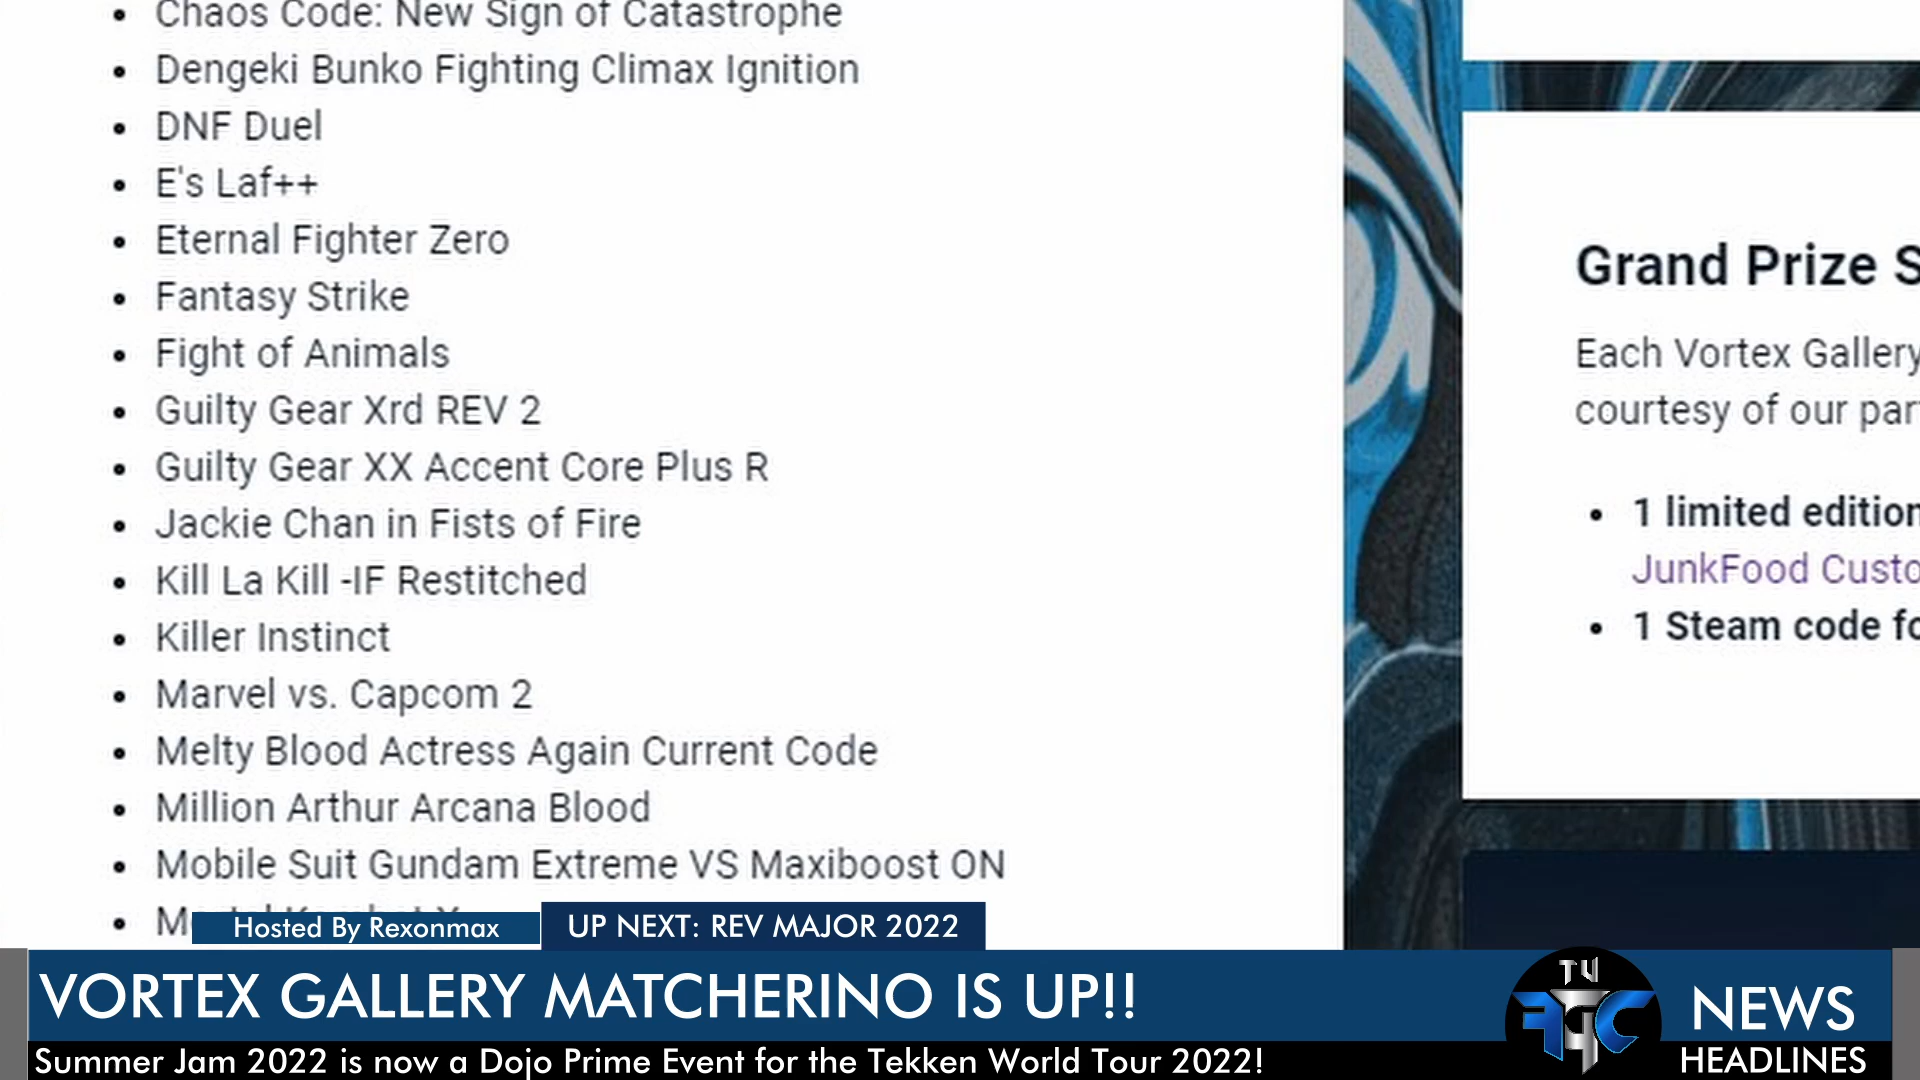 Chaos Code: New Sign of Catastrophe
Dengeki Bunko Fighting Climax Ignition
DNF Duel
E's Laf++
Eternal Fighter Zero
Fantasy Strike
Fight of Animals
Guilty Gear Xrd REV 2
Guilty Gear XX Accent Core Plus R
Jackie Chan in Fists of Fire
Kill La Kill -IF Restitched
Killer Instinct
Marvel vs. Capcom 2
Melty Blood Actress Again Current Code
Million Arthur Arcana Blood
Mobile Suit Gundam Extreme VS Maxiboost ON
Grand Prize S
Each Vortex Gallery
courtesy of our par
1 limited edition
JunkFood Custo
1 Steam code fo
Hosted By Rexonmax
UP NEXT: REV MAJOR 2022
VORTEX GALLERY MATCHERINO IS UP!!
Summer Jam 2022 is now a Dojo Prime Event for the Tekken World Tour 2022!
TV
FGC
NEWS
HEADLINES